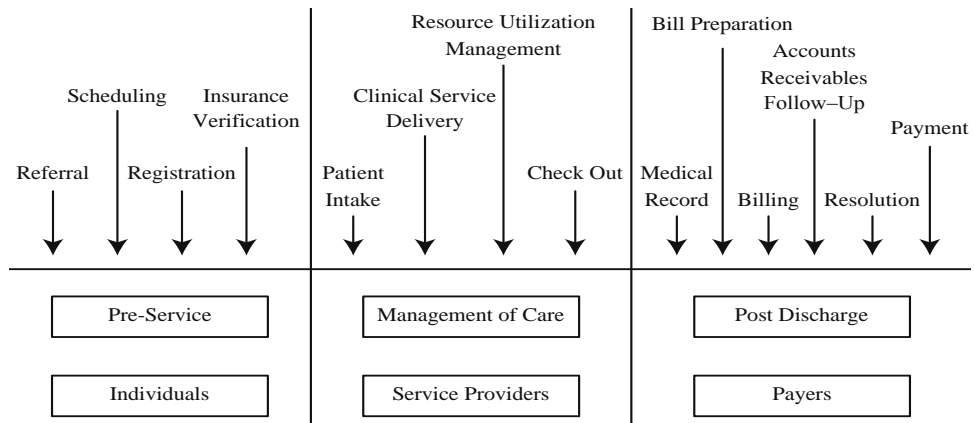 Referral
Scheduling
Registration
Insurance
Verification
Patient
Intake
Clinical Service
Delivery
Resource Utilization
Management
Check Out
Medical
Record
Bill Preparation
Billing
Accounts
Receivables
Follow–Up
Resolution
Payment
Pre-Service
Management of Care
Post Discharge
Individuals
Service Providers
Payers